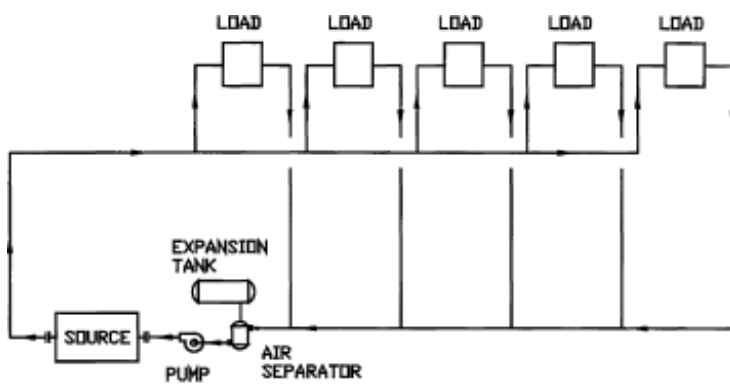 LOAD
LOAD
LOAD
LOAD
LOAD
EXPANSION
TANK
SOURCE
PUMP
AIR
SEPARATOR